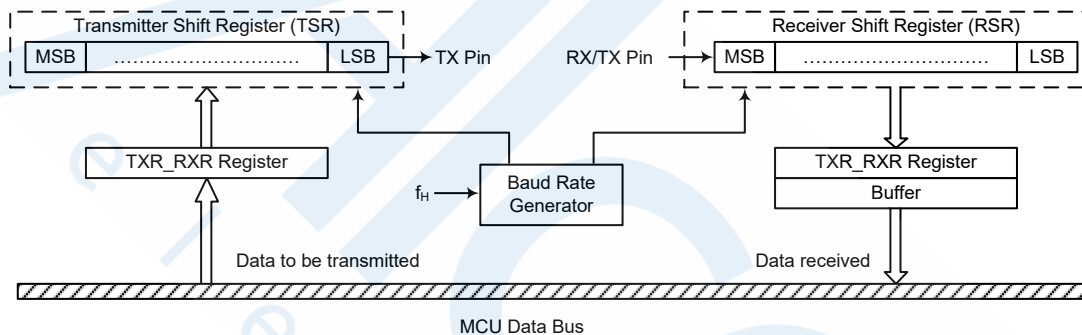 Transmitter Shift Register (TSR)
MSB ............................ LSB
TX Pin
RX/TX Pin
Receiver Shift Register (RSR)
MSB ............................ LSB
TXR_RXR Register
fH
Baud Rate
Generator
TXR_RXR Register
Buffer
Data to be transmitted
Data received
MCU Data Bus